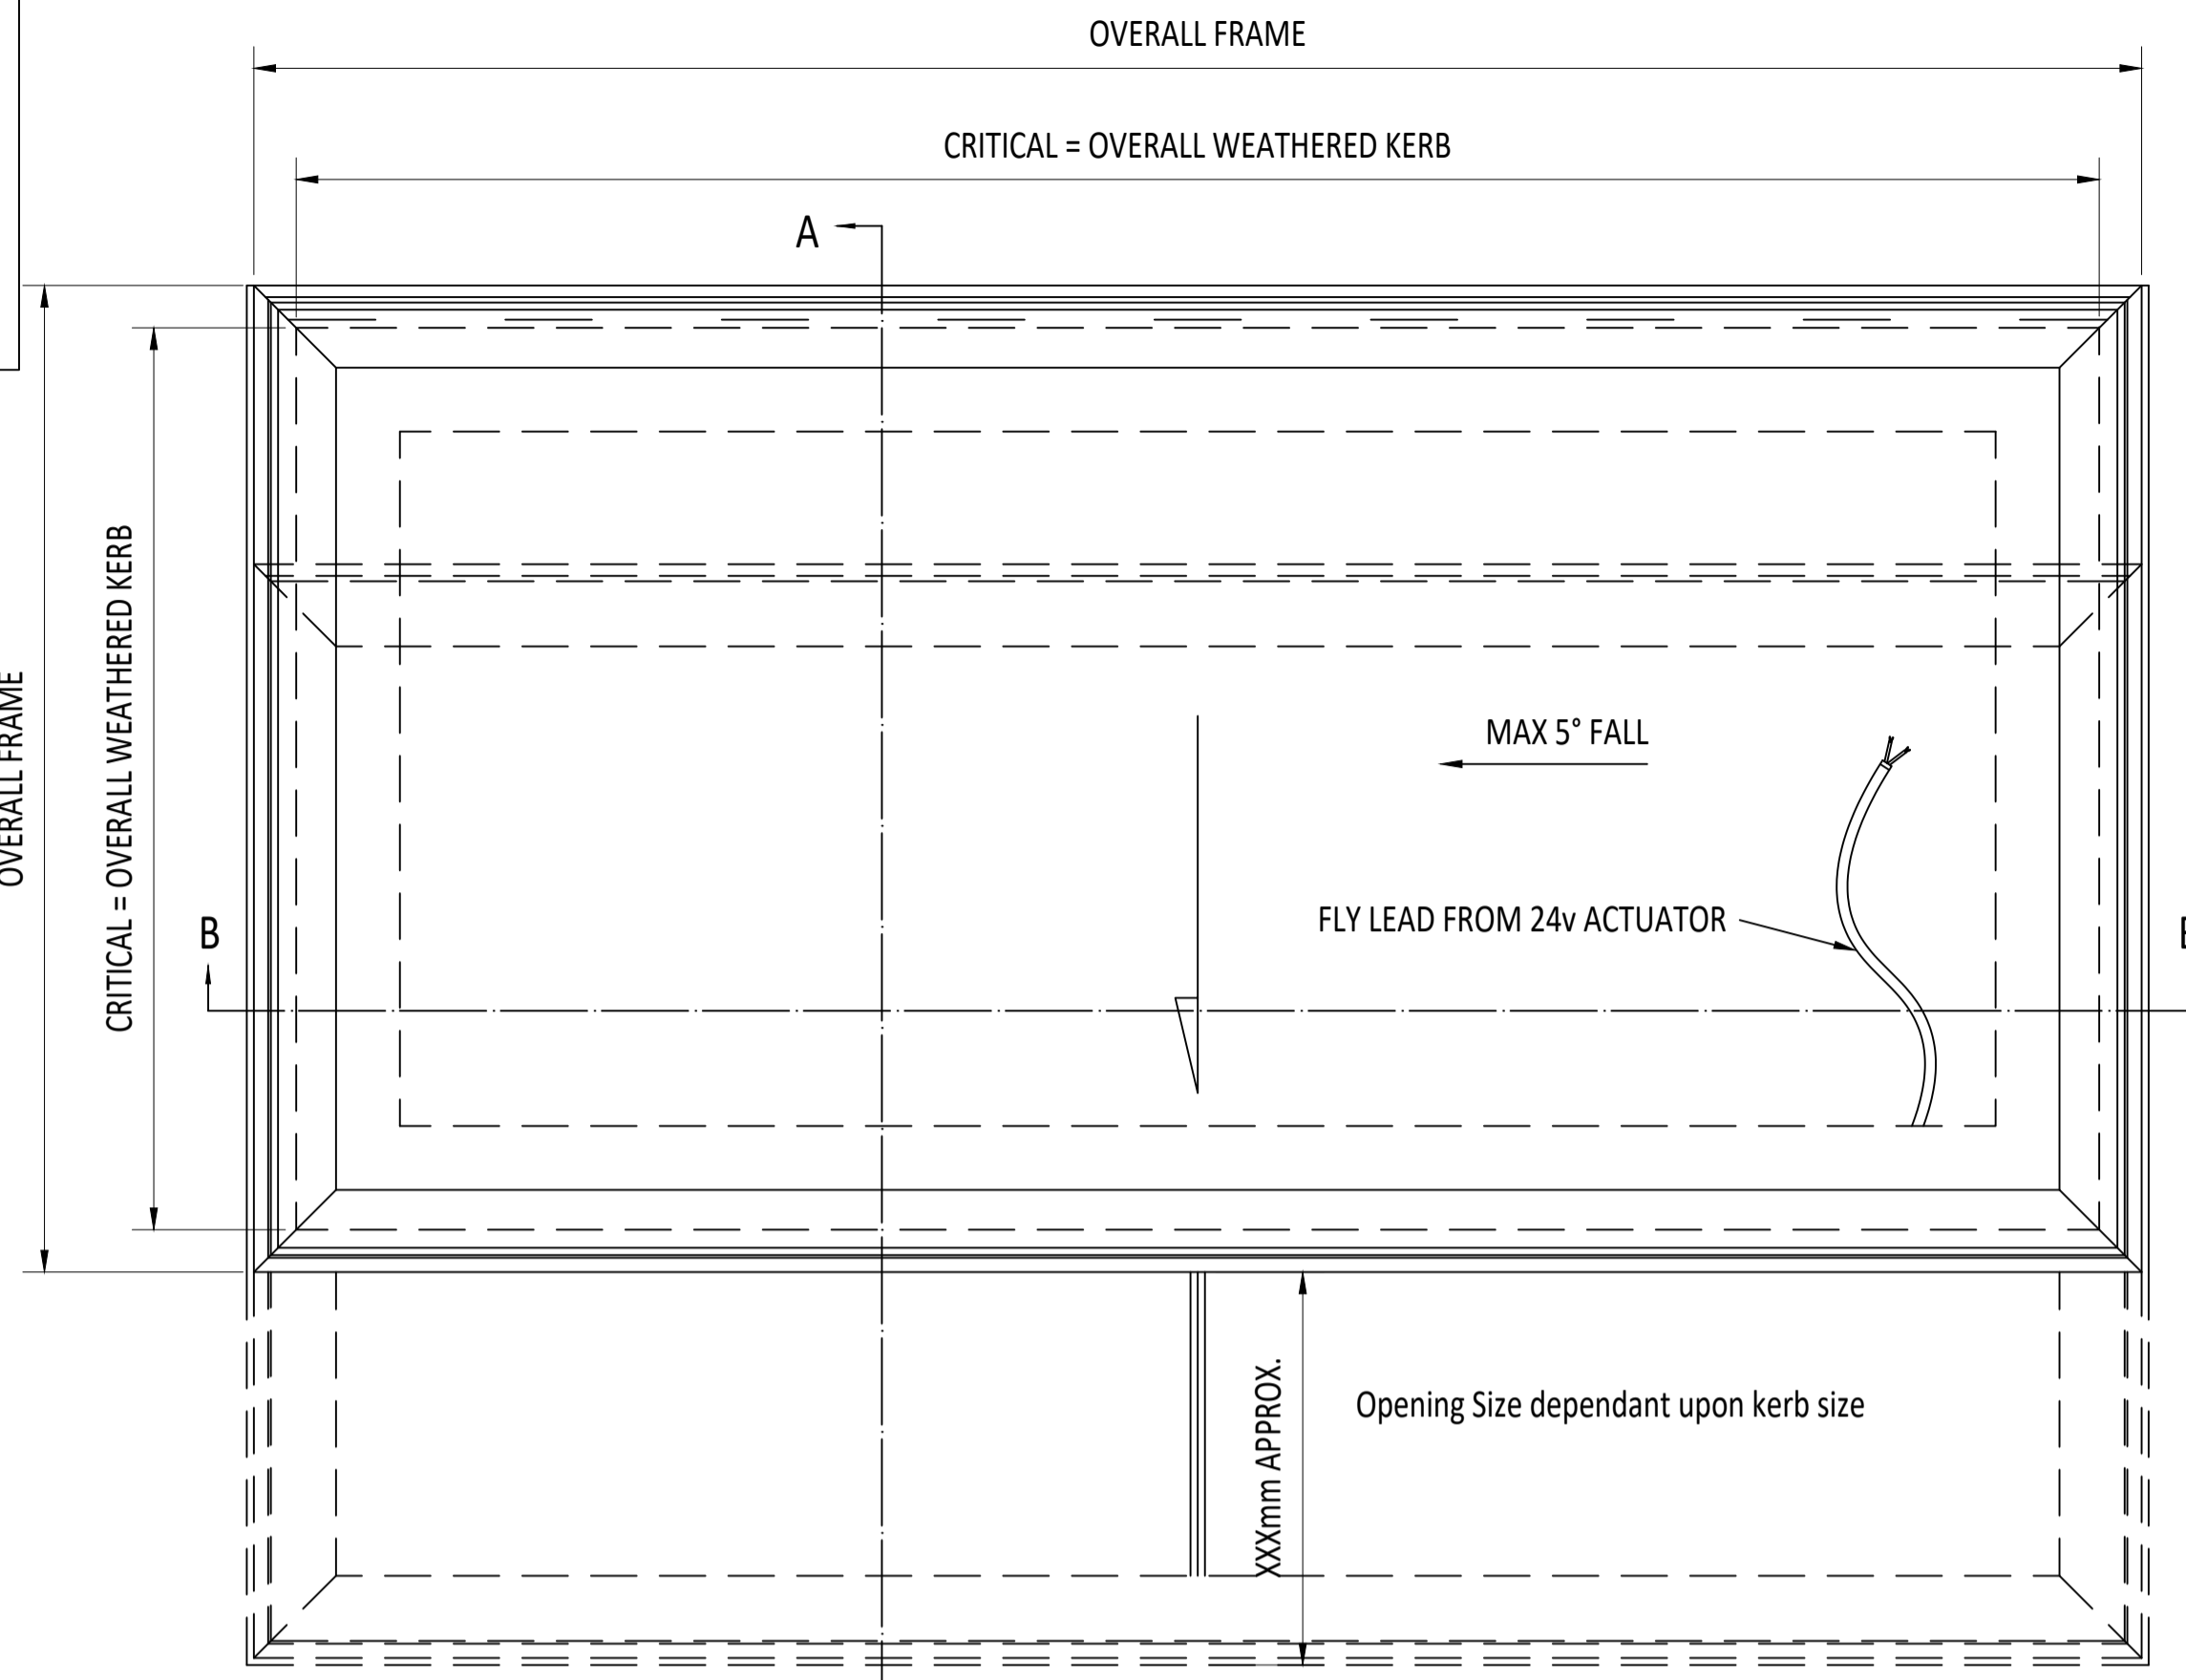 OVERALL FRAME
CRITICAL = OVERALL WEATHERED KERB
A
OVERALL FRAME
CRITICAL = OVERALL WEATHERED KERB
MAX 5° FALL
FLY LEAD FROM 24v ACTUATOR
B
XXXmm APPROX.
Opening Size dependant upon kerb size